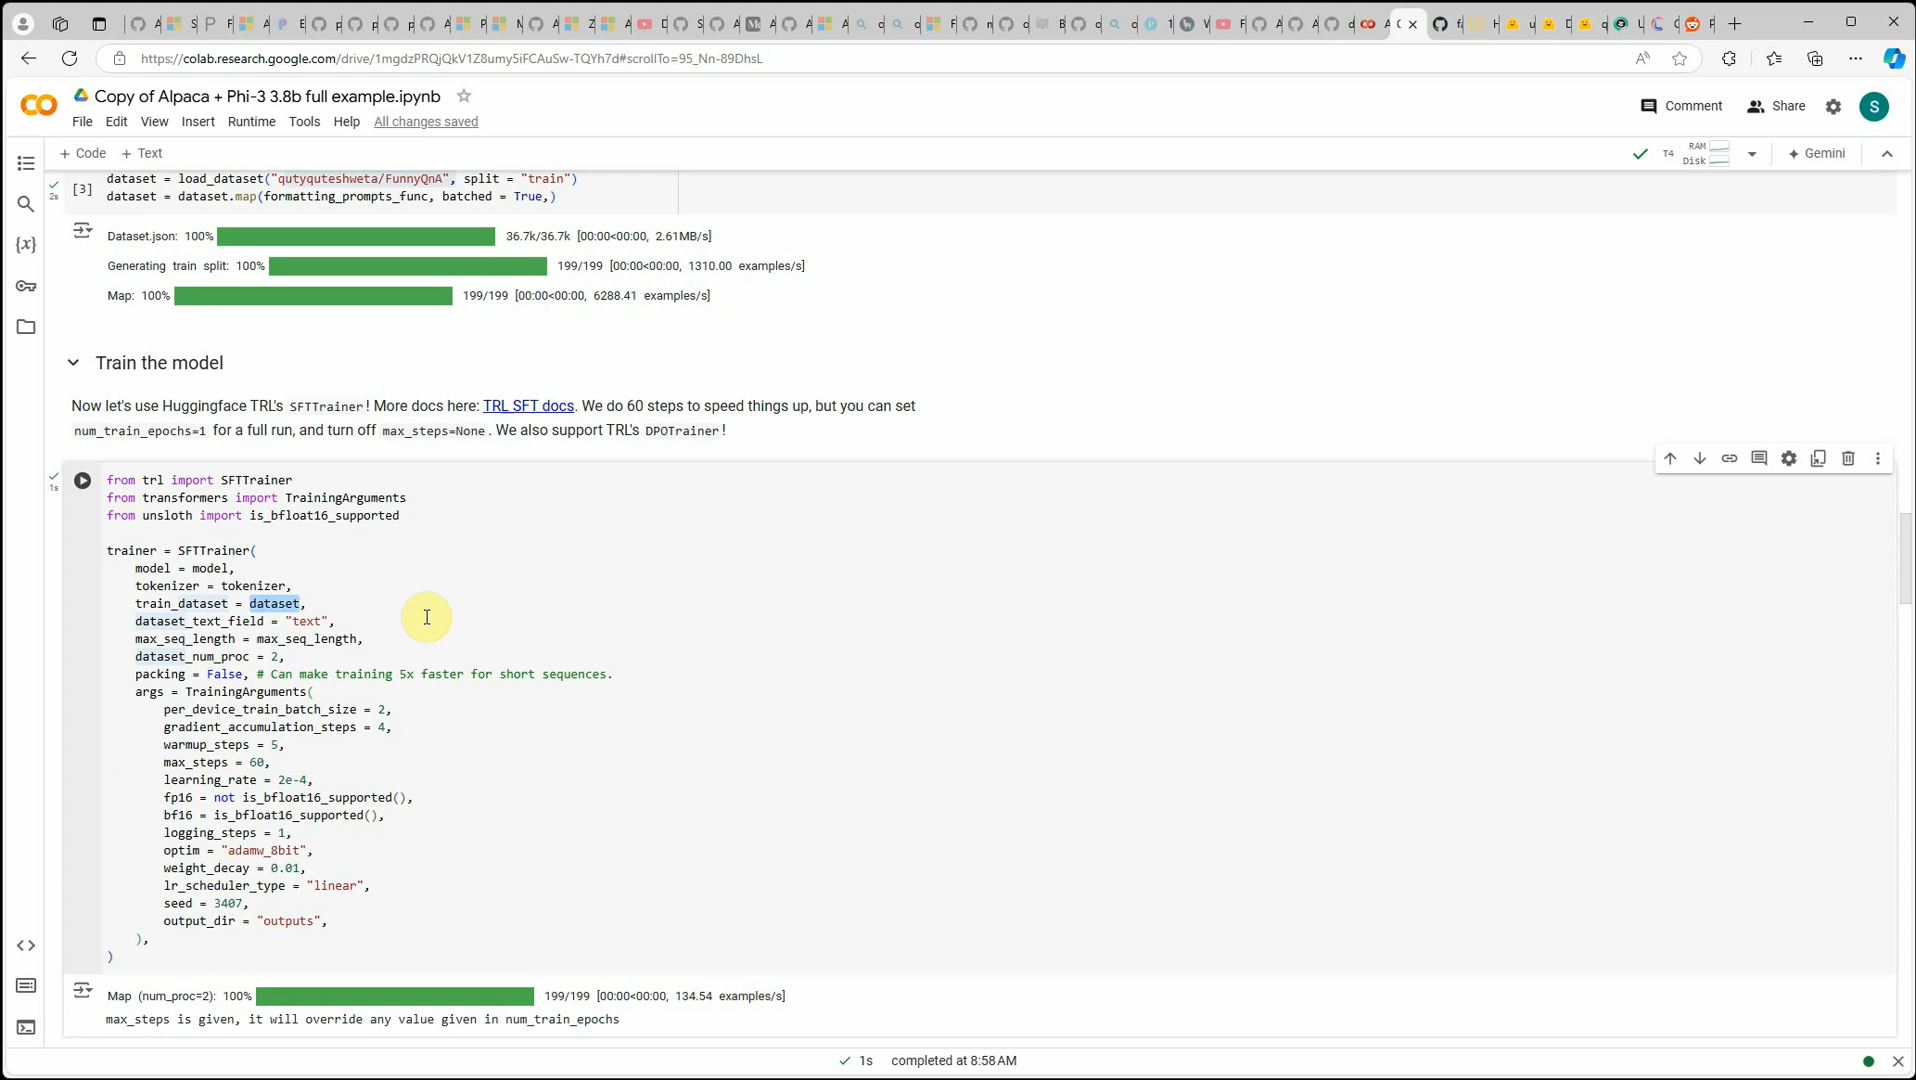 https://colab.research.google.com/drive/1mgdzPRQjQkV1Z8umy5iFCAuSw-TQYh7d#scrollTo=95_Nn-89DhsL
Copy of Alpaca + Phi-3 3.8b full example.ipynb
Comment Share S
File Edit View Insert Runtime Tools Help All changes saved
+ Code + Text
T4 RAM Disk Gemini
[3] dataset = load_dataset("qutyquteshweta/FunnyQnA", split = "train")
2s dataset = dataset.map(formatting_prompts_func, batched = True,)
Dataset.json: 100% 36.7k/36.7k [00:00<00:00, 2.61MB/s]
Generating train split: 100% 199/199 [00:00<00:00, 1310.00 examples/s]
Map: 100% 199/199 [00:00<00:00, 6288.41 examples/s]
Train the model
Now let's use Huggingface TRL's SFTTrainer! More docs here: TRL SFT docs. We do 60 steps to speed things up, but you can set
num_train_epochs=1 for a full run, and turn off max_steps=None. We also support TRL's DPOTrainer!
1s
from trl import SFTTrainer
from transformers import TrainingArguments
from unsloth import is_bfloat16_supported
trainer = SFTTrainer(
model = model,
tokenizer = tokenizer,
train_dataset = dataset,
dataset_text_field = "text",
max_seq_length = max_seq_length,
dataset_num_proc = 2,
packing = False, # Can make training 5x faster for short sequences.
args = TrainingArguments(
per_device_train_batch_size = 2,
gradient_accumulation_steps = 4,
warmup_steps = 5,
max_steps = 60,
learning_rate = 2e-4,
fp16 = not is_bfloat16_supported(),
bf16 = is_bfloat16_supported(),
logging_steps = 1,
optim = "adamw_8bit",
weight_decay = 0.01,
lr_scheduler_type = "linear",
seed = 3407,
output_dir = "outputs",
),
)
Map (num_proc=2): 100% 199/199 [00:00<00:00, 134.54 examples/s]
max_steps is given, it will override any value given in num_train_epochs
1s completed at 8:58 AM